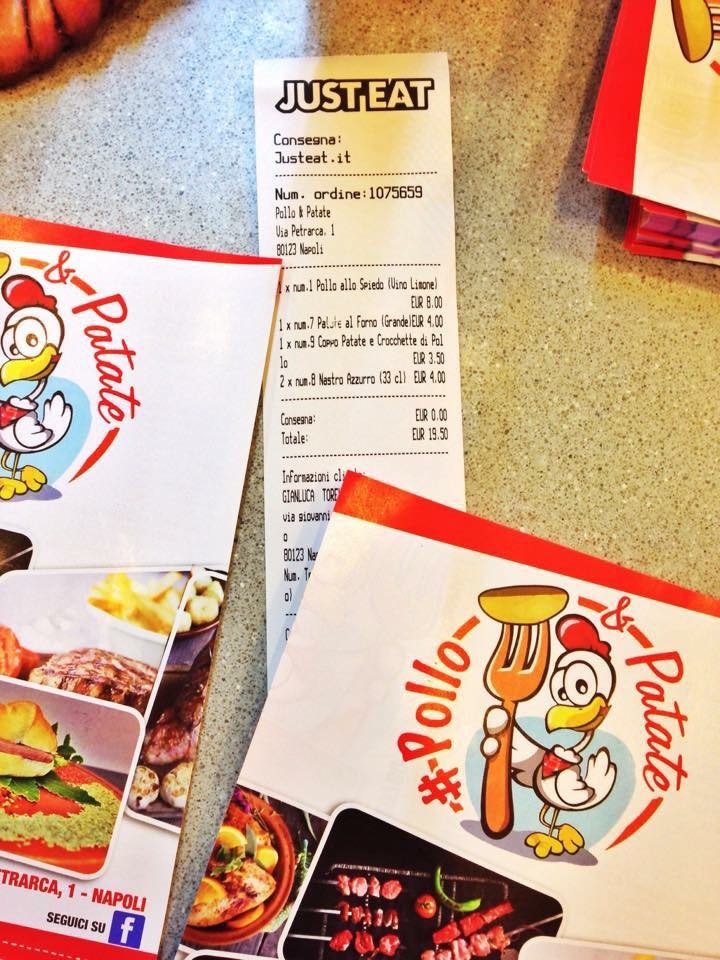 JUST EAT
Consegna:
Justeat.it
Num. ordine:1075659
Pollo & Patate
Via Petrarca, 1
80123 Napoli
1 x num.1 Pollo allo Spiedo (Vino Limone)
EUR 8.00
1 x num.7 Patate al Forno (Grande)EUR 4.00
1 x num.9 Coppo Patate e Crocchette di Pol
lo EUR 3.50
2 x num.8 Nastro Azzurro (33 cl) EUR 4.00
Consegna: EUR 0.00
Totale: EUR 19.50
Informazioni
GIANLUCA
via giovanni
o
80123
Num.
o)
& Patate
TRARCA, 1 - NAPOLI
SEGUICI SU f
#Pollo & Patate